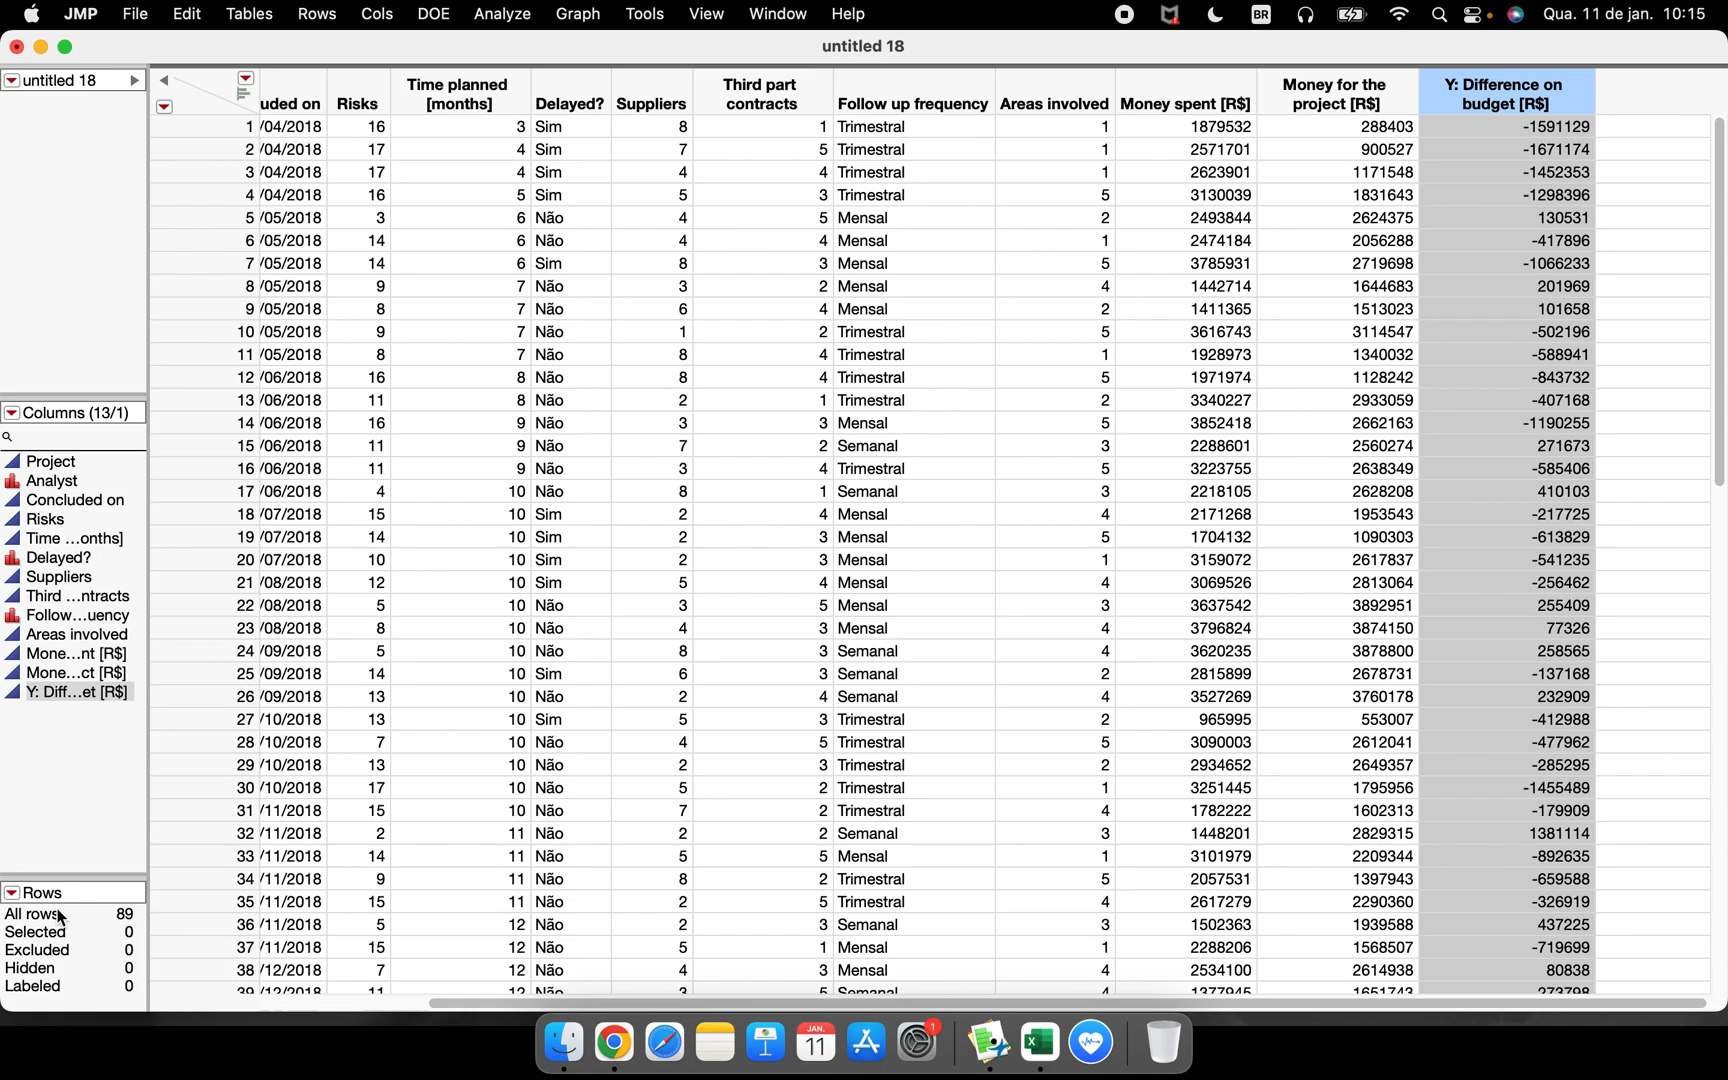 JMP File Edit Tables Rows Cols DOE Analyze Graph Tools View Window Help BR Qua. 11 de jan. 10:15
untitled 18
untitled 18
Columns (13/1)
Project
Analyst
Concluded on
Risks
Time ...onths]
Delayed?
Suppliers
Third ...ntracts
Follow...uency
Areas involved
Mone...nt [R$]
Mone...ct [R$]
Y: Diff...et [R$]
Rows
All rows 89
Selected 0
Excluded 0
Hidden 0
Labeled 0
uded on Risks Time planned [months] Delayed? Suppliers Third part contracts Follow up frequency Areas involved Money spent [R$] Money for the project [R$] Y: Difference on budget [R$]
1 /04/2018 16 3 Sim 8 1 Trimestral 1 1879532 288403 -1591129
2 /04/2018 17 4 Sim 7 5 Trimestral 1 2571701 900527 -1671174
3 /04/2018 17 4 Sim 4 4 Trimestral 1 2623901 1171548 -1452353
4 /04/2018 16 5 Sim 5 3 Trimestral 5 3130039 1831643 -1298396
5 /05/2018 3 6 Não 4 5 Mensal 2 2493844 2624375 130531
6 /05/2018 14 6 Não 4 4 Mensal 1 2474184 2056288 -417896
7 /05/2018 14 6 Sim 8 3 Mensal 5 3785931 2719698 -1066233
8 /05/2018 9 7 Não 3 2 Mensal 4 1442714 1644683 201969
9 /05/2018 8 7 Não 6 4 Mensal 2 1411365 1513023 101658
10 /05/2018 9 7 Não 1 2 Trimestral 5 3616743 3114547 -502196
11 /05/2018 8 7 Não 8 4 Trimestral 1 1928973 1340032 -588941
12 /06/2018 16 8 Não 8 4 Trimestral 5 1971974 1128242 -843732
13 /06/2018 11 8 Não 2 1 Trimestral 2 3340227 2933059 -407168
14 /06/2018 16 9 Não 3 3 Mensal 5 3852418 2662163 -1190255
15 /06/2018 11 9 Não 7 2 Semanal 3 2288601 2560274 271673
16 /06/2018 11 9 Não 3 4 Trimestral 5 3223755 2638349 -585406
17 /06/2018 4 10 Não 8 1 Semanal 3 2218105 2628208 410103
18 /07/2018 15 10 Sim 2 4 Mensal 4 2171268 1953543 -217725
19 /07/2018 14 10 Sim 2 3 Mensal 5 1704132 1090303 -613829
20 /07/2018 10 10 Sim 2 3 Mensal 1 3159072 2617837 -541235
21 /08/2018 12 10 Sim 5 4 Mensal 4 3069526 2813064 -256462
22 /08/2018 5 10 Não 3 5 Mensal 3 3637542 3892951 255409
23 /08/2018 8 10 Não 4 3 Mensal 4 3796824 3874150 77326
24 /09/2018 5 10 Não 8 3 Semanal 4 3620235 3878800 258565
25 /09/2018 14 10 Sim 6 3 Semanal 2 2815899 2678731 -137168
26 /09/2018 13 10 Não 2 4 Semanal 4 3527269 3760178 232909
27 /10/2018 13 10 Sim 5 3 Trimestral 2 965995 553007 -412988
28 /10/2018 7 10 Não 4 5 Trimestral 5 3090003 2612041 -477962
29 /10/2018 13 10 Não 2 3 Trimestral 2 2934652 2649357 -285295
30 /10/2018 17 10 Não 5 2 Trimestral 1 3251445 1795956 -1455489
31 /11/2018 15 10 Não 7 2 Trimestral 4 1782222 1602313 -179909
32 /11/2018 2 11 Não 2 2 Semanal 3 1448201 2829315 1381114
33 /11/2018 14 11 Não 5 5 Mensal 1 3101979 2209344 -892635
34 /11/2018 9 11 Não 8 2 Trimestral 5 2057531 1397943 -659588
35 /11/2018 15 11 Não 2 5 Trimestral 4 2617279 2290360 -326919
36 /11/2018 5 12 Não 2 3 Semanal 3 1502363 1939588 437225
37 /11/2018 15 12 Não 5 1 Mensal 1 2288206 1568507 -719699
38 /12/2018 7 12 Não 4 3 Mensal 4 2534100 2614938 80838
39 /12/2018 11 12 Não 3 5 Semanal 4 1377945 1651743 273798
JAN. 11 1